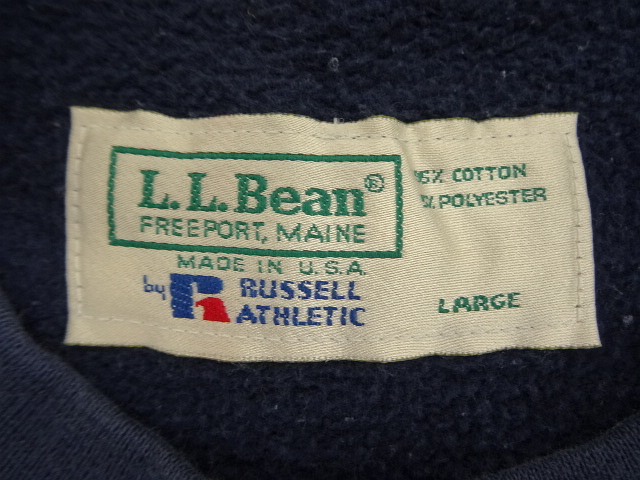 L.L.Bean®
FREEPORT, MAINE
MADE IN U.S.A.
by RUSSELL
ATHLETIC
COTTON
POLYESTER
LARGE